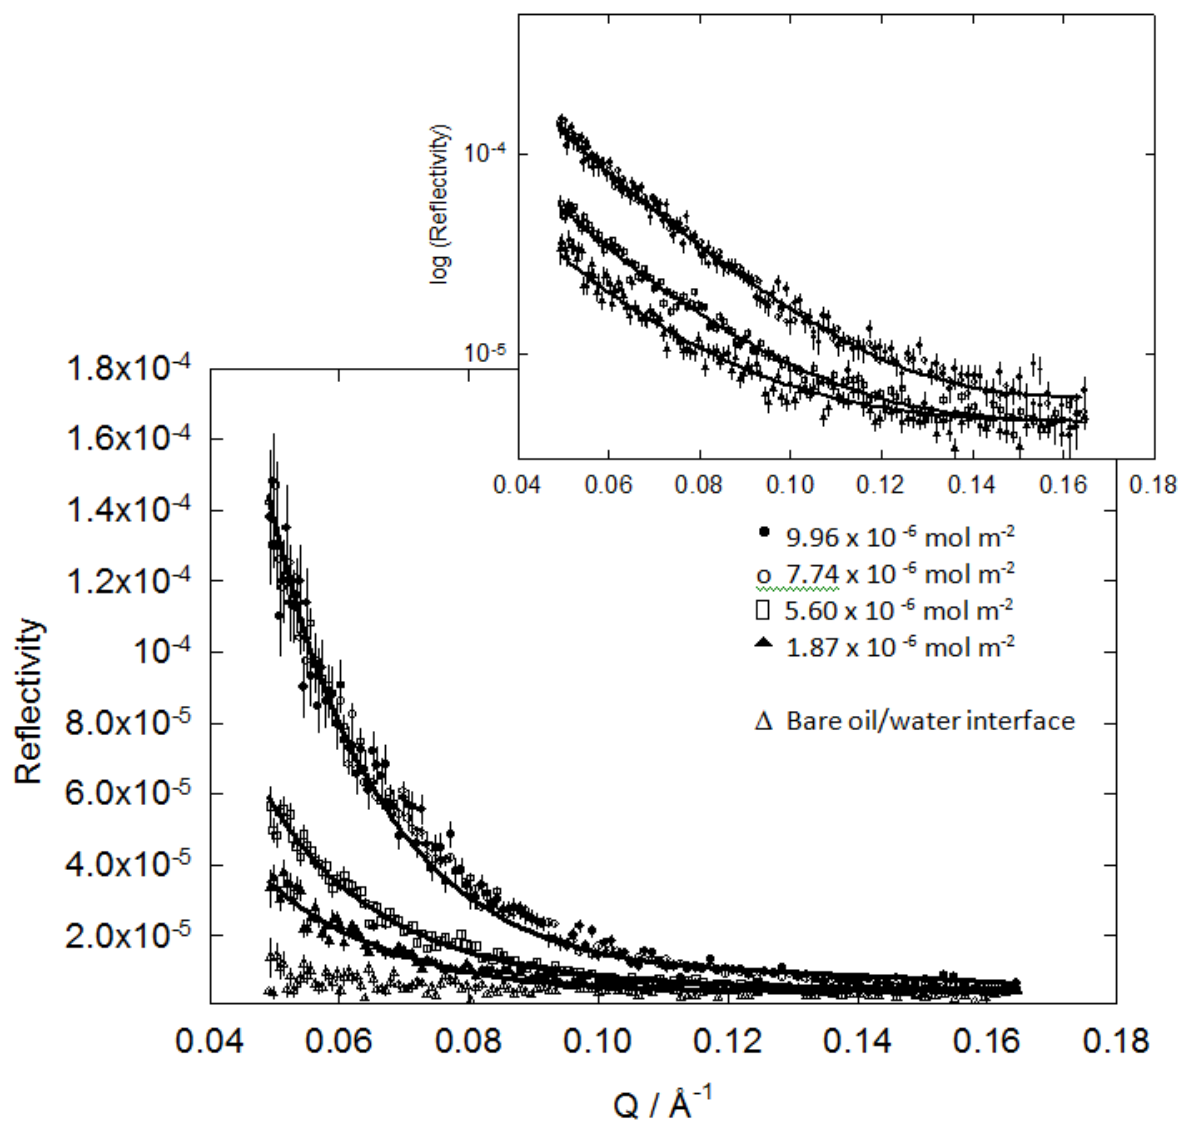 log (Reflectivity)
10⁻⁴
10⁻⁵
0.04 0.06 0.08 0.10 0.12 0.14 0.16 0.18
Reflectivity
1.8x10⁻⁴
1.6x10⁻⁴
1.4x10⁻⁴
1.2x10⁻⁴
10⁻⁴
8.0x10⁻⁵
6.0x10⁻⁵
4.0x10⁻⁵
2.0x10⁻⁵
● 9.96 x 10 ⁻⁶ mol m⁻²
o 7.74 x 10 ⁻⁶ mol m⁻²
□ 5.60 x 10 ⁻⁶ mol m⁻²
▲ 1.87 x 10 ⁻⁶ mol m⁻²
Δ Bare oil/water interface
0.04 0.06 0.08 0.10 0.12 0.14 0.16 0.18
Q / Å⁻¹